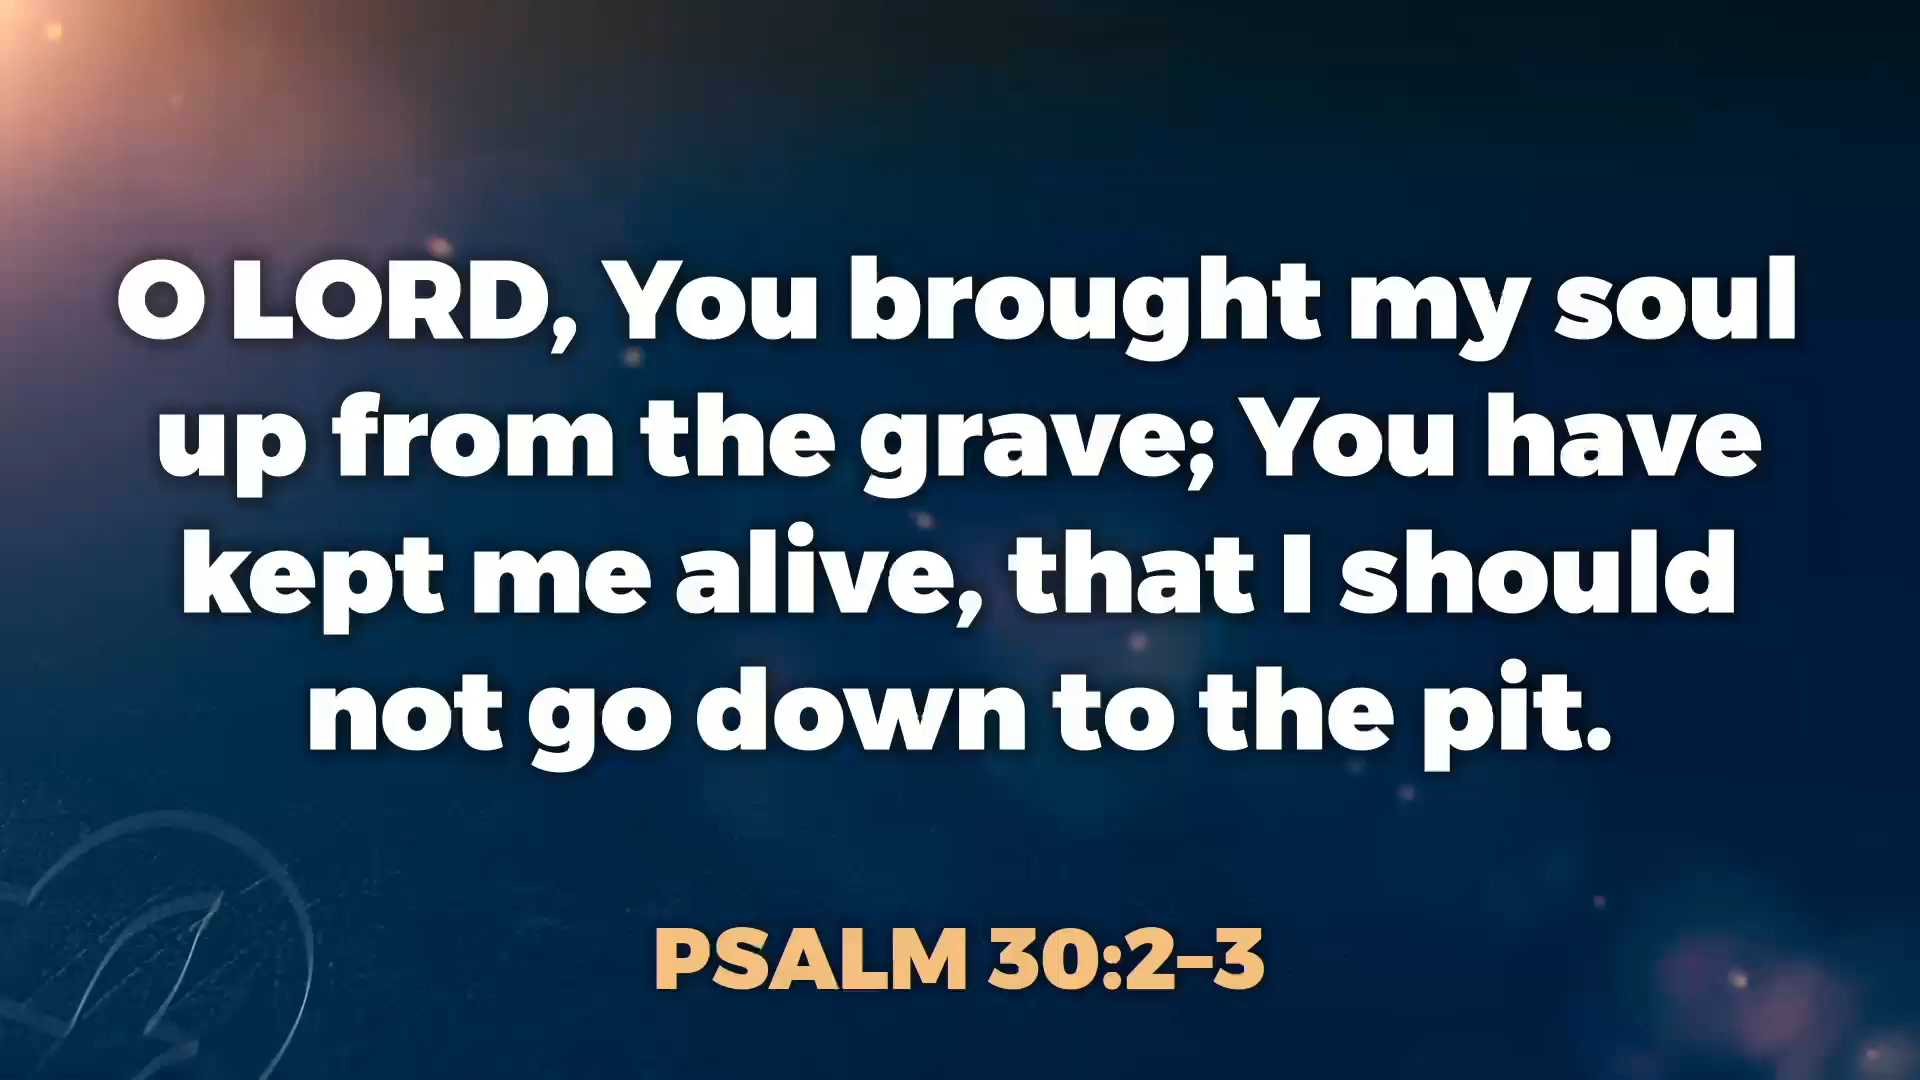 O LORD, You brought my soul
up from the grave; You have
kept me alive, that I should
not go down to the pit.
PSALM 30:2–3